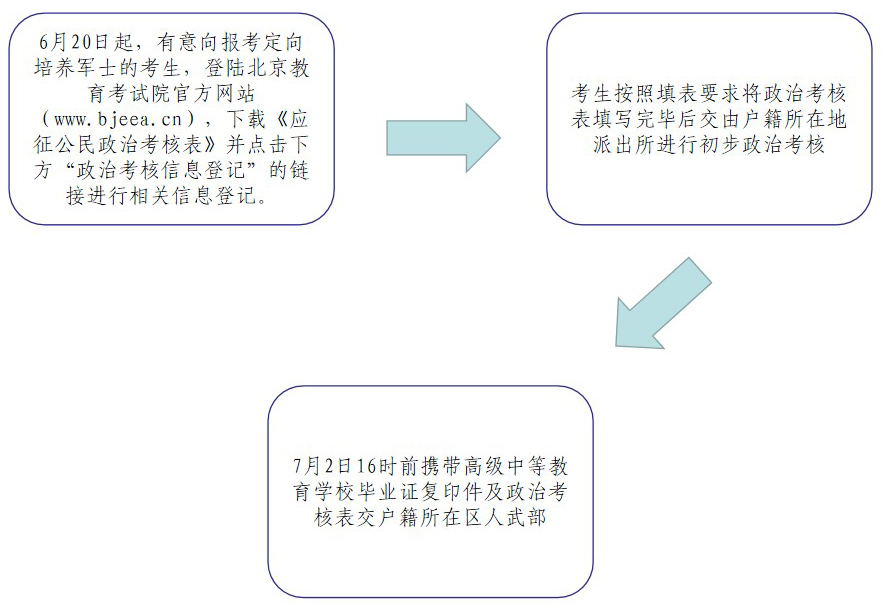 6月20日起，有意向报考定向
培养军士的考生，登陆北京教
育考试院官方网站
（www.bjeea.cn），下载《应
征公民政治考核表》并点击下
方“政治考核信息登记”的链
接进行相关信息登记。
考生按照填表要求将政治考核
表填写完毕后交由户籍所在地
派出所进行初步政治考核
7月2日16时前携带高级中等教
育学校毕业证复印件及政治考
核表交户籍所在区人武部